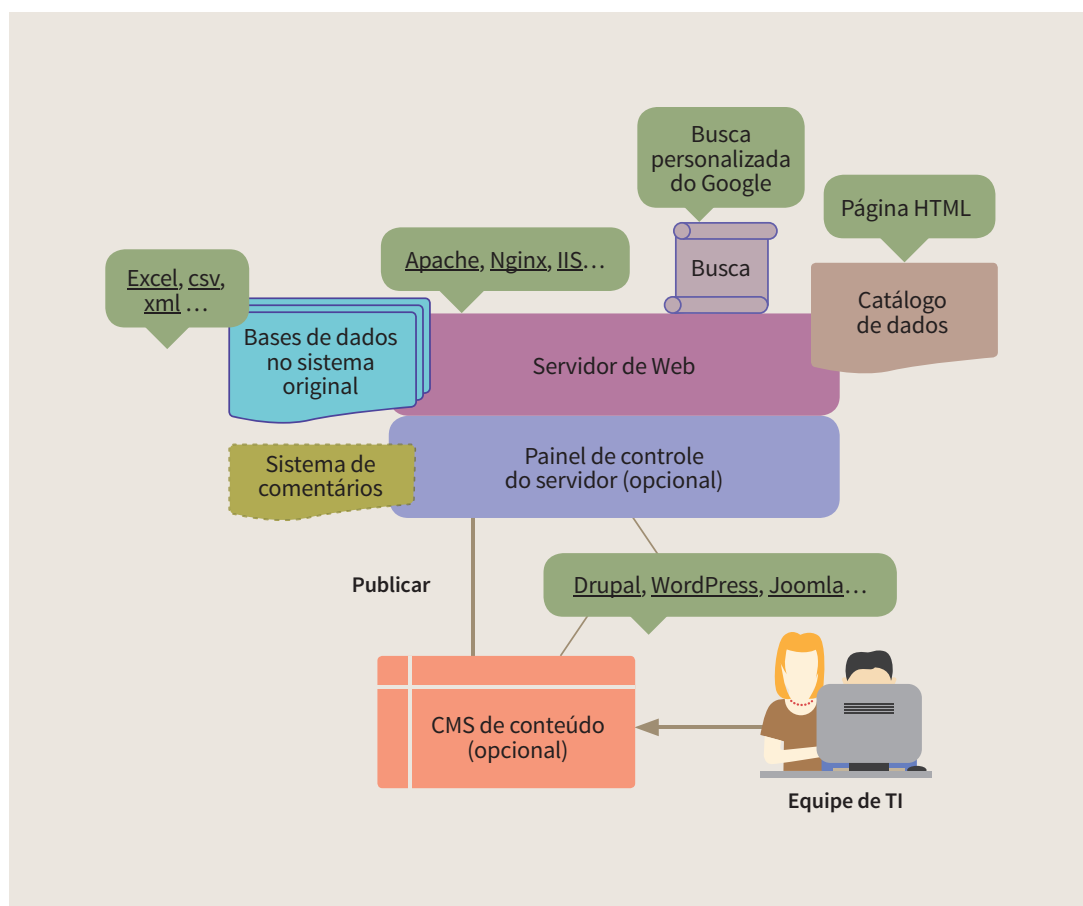 Busca
personalizada
do Google
Página HTML
Apache, Nginx, IIS...
Excel, csv,
xml ...
Busca
Catálogo
de dados
Bases de dados
no sistema
original
Servidor de Web
Sistema de
comentários
Painel de controle
do servidor (opcional)
Publicar
Drupal, WordPress, Joomla...
CMS de conteúdo
(opcional)
Equipe de TI